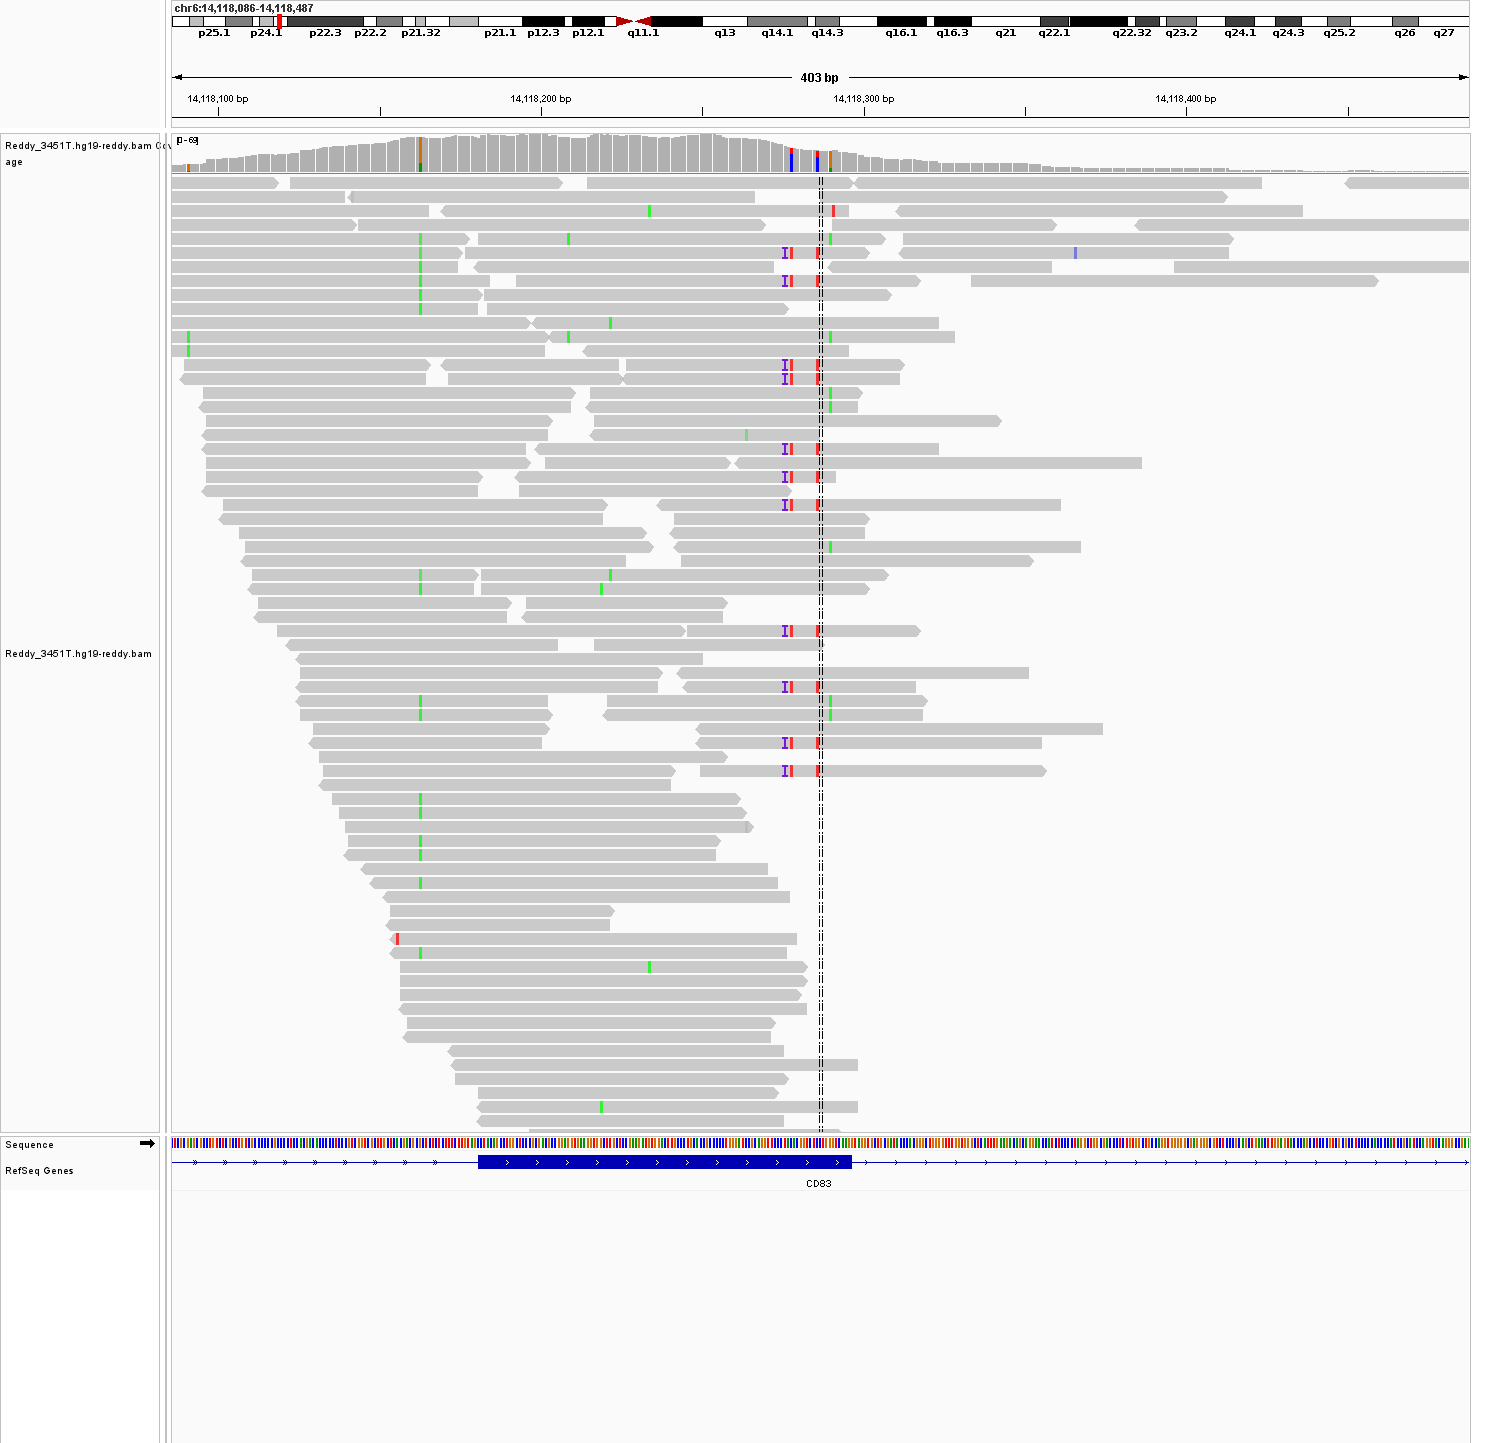 chr6:14,118,086-14,118,487
p25.1 p24.1 p22.3 p22.2 p21.32 p21.1 p12.3 p12.1 q11.1 q13 q14.1 q14.3 q16.1 q16.3 q21 q22.1 q22.32 q23.2 q24.1 q24.3 q25.2 q26 q27
403 bp
14,118,100 bp 14,118,200 bp 14,118,300 bp 14,118,400 bp
[0-69]
Reddy_3451T.hg19-reddy.bam Cov
age
Reddy_3451T.hg19-reddy.bam
Sequence
RefSeq Genes
CD83